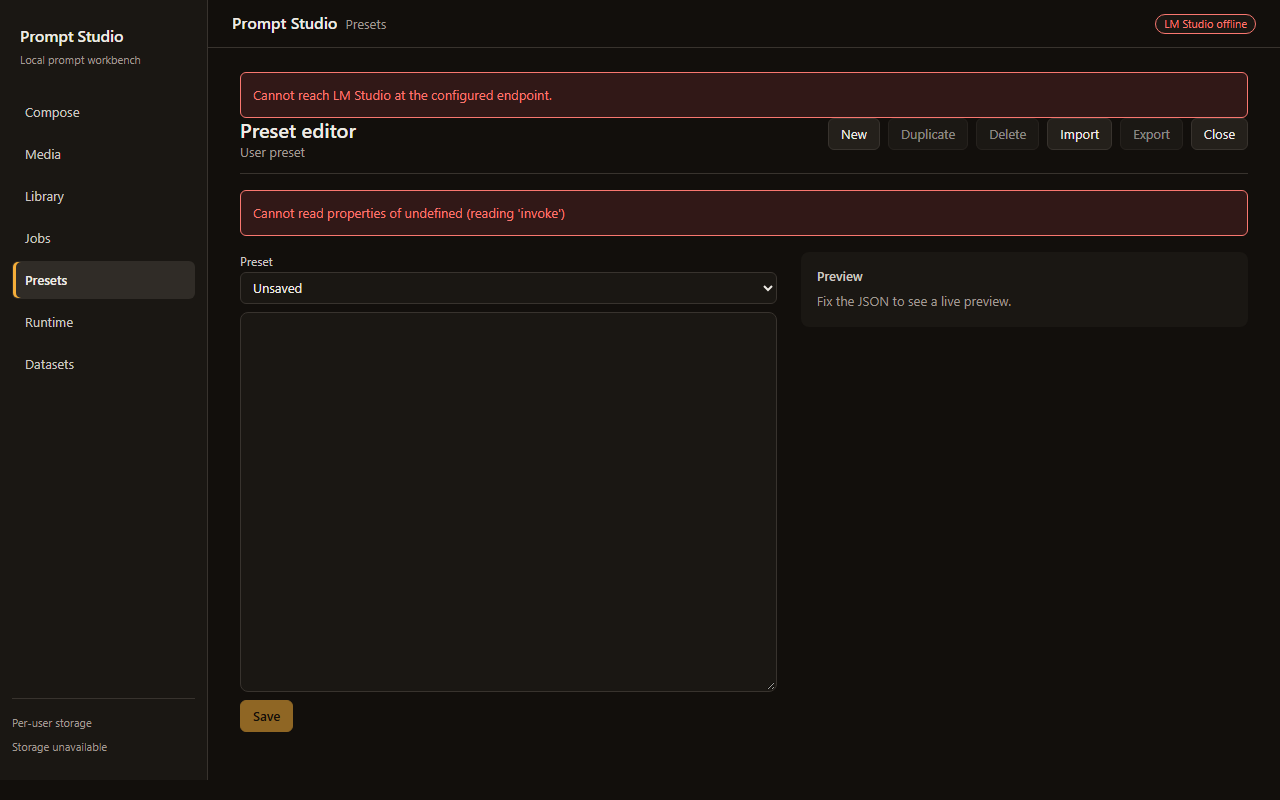 Prompt Studio
Local prompt workbench
Compose
Media
Library
Jobs
Presets
Runtime
Datasets
Per-user storage
Storage unavailable
Prompt Studio Presets
LM Studio offline
Cannot reach LM Studio at the configured endpoint.
Preset editor
User preset
New Duplicate Delete Import Export Close
Cannot read properties of undefined (reading 'invoke')
Preset
Unsaved
Save
Preview
Fix the JSON to see a live preview.